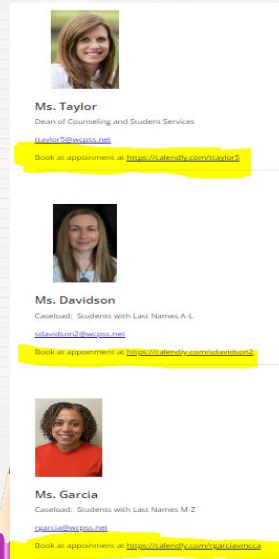 Ms. Taylor
Dean of Counseling and Student Services
ttaylor5@wcpss.net
Book at appoinment at https://calendly.com/ttaylor5
Ms. Davidson
Caseload: Students with Last Names A-L
sdavidson2@wcpss.net
Book at appoinment at https://calendly.com/sdavidson2
Ms. Garcia
Caseload: Students with Last Names M-Z
rgarcia@wcpss.net
Book at appoinment at https://calendly.com/rgarciavmcca